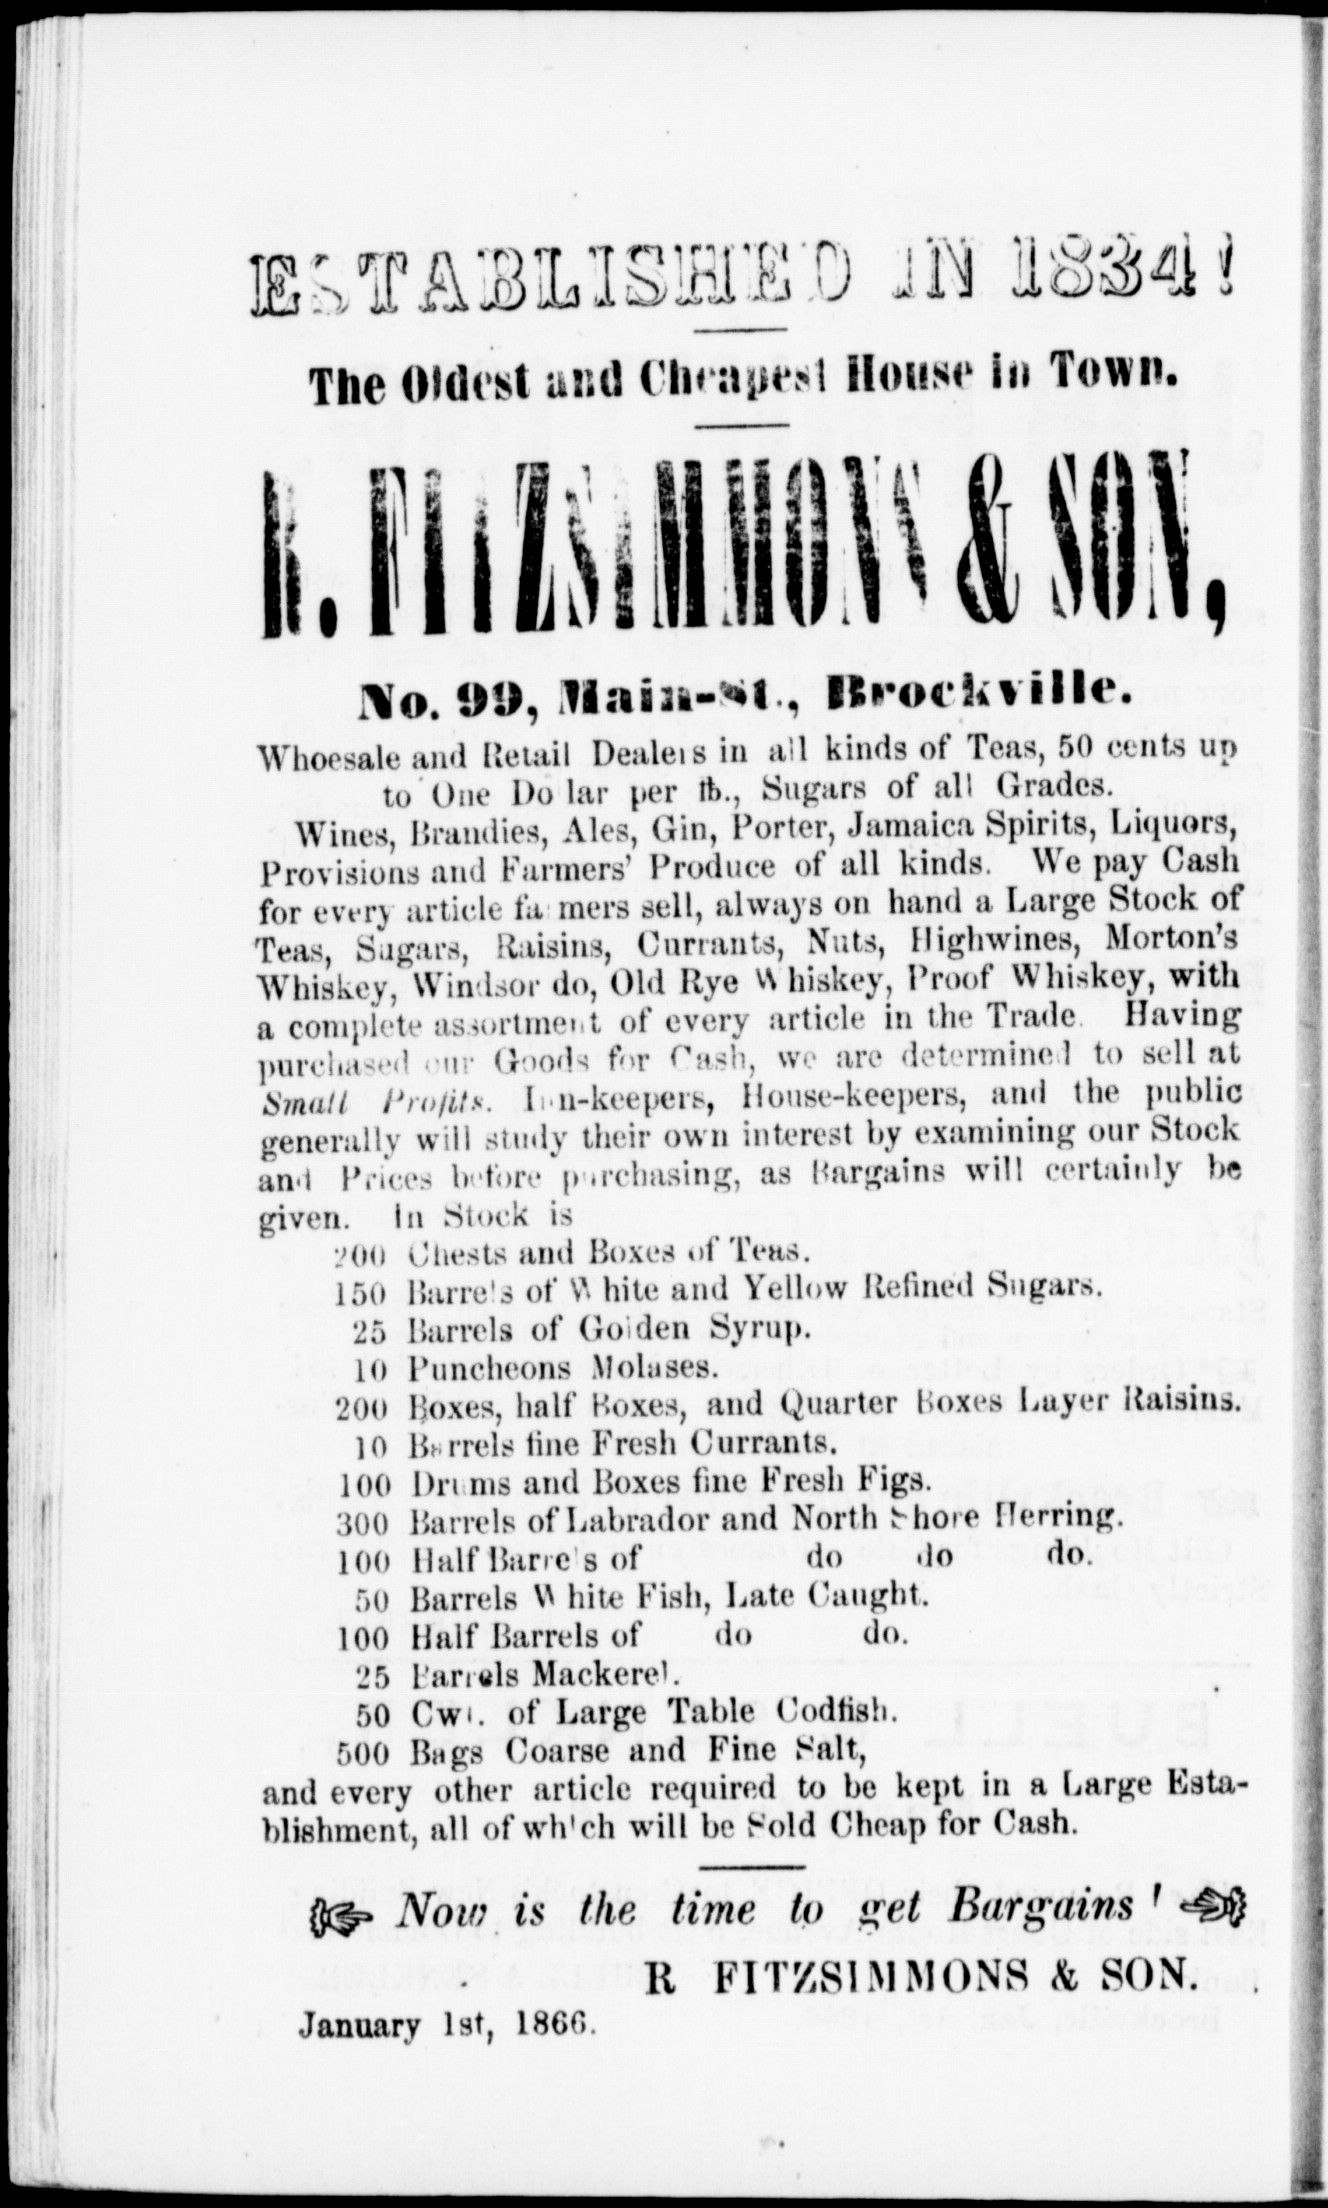 ESTABLISHED IN 1834!
The Oldest and Cheapest House in Town.
R. FITZSIMMONS & SON,
No. 99, Main-St., Brockville.
Whoesale and Retail Dealers in all kinds of Teas, 50 cents up
to One Dollar per lb., Sugars of all Grades.
Wines, Brandies, Ales, Gin, Porter, Jamaica Spirits, Liquors,
Provisions and Farmers' Produce of all kinds. We pay Cash
for every article farmers sell, always on hand a Large Stock of
Teas, Sugars, Raisins, Currants, Nuts, Highwines, Morton's
Whiskey, Windsor do, Old Rye Whiskey, Proof Whiskey, with
a complete assortment of every article in the Trade. Having
purchased our Goods for Cash, we are determined to sell at
Small Profits. Inn-keepers, House-keepers, and the public
generally will study their own interest by examining our Stock
and Prices before purchasing, as Bargains will certainly be
given. In Stock is
200 Chests and Boxes of Teas.
150 Barrels of White and Yellow Refined Sugars.
25 Barrels of Golden Syrup.
10 Puncheons Molases.
200 Boxes, half Boxes, and Quarter Boxes Layer Raisins.
10 Barrels fine Fresh Currants.
100 Drums and Boxes fine Fresh Figs.
300 Barrels of Labrador and North Shore Herring.
100 Half Barrels of do do do.
50 Barrels White Fish, Late Caught.
100 Half Barrels of do do.
25 Barrels Mackerel.
50 Cwt. of Large Table Codfish.
500 Bags Coarse and Fine Salt,
and every other article required to be kept in a Large Esta-
blishment, all of which will be Sold Cheap for Cash.
☞ Now is the time to get Bargains! ☜
R FITZSIMMONS & SON.
January 1st, 1866.